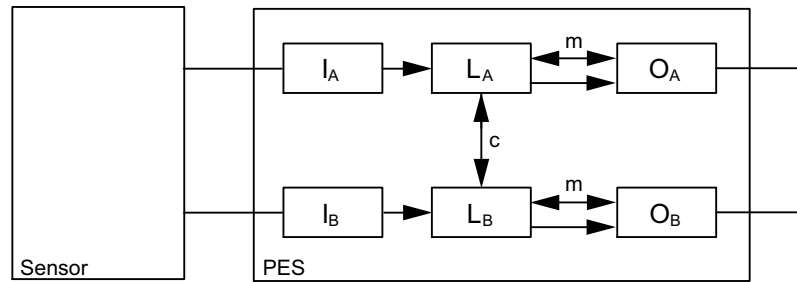 m
I_A L_A O_A
c
m
I_B L_B O_B
Sensor PES